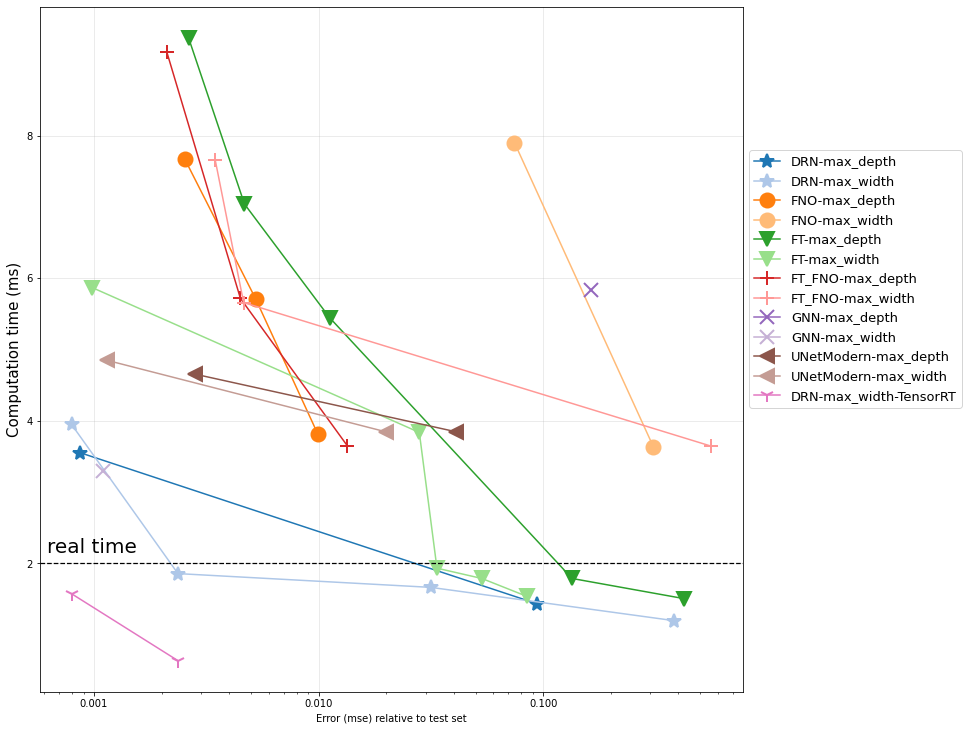 Computation time (ms)
8
6
4
2
real time
0.001
0.010
0.100
Error (mse) relative to test set
DRN-max_depth
DRN-max_width
FNO-max_depth
FNO-max_width
FT-max_depth
FT-max_width
FT_FNO-max_depth
FT_FNO-max_width
GNN-max_depth
GNN-max_width
UNetModern-max_depth
UNetModern-max_width
DRN-max_width-TensorRT